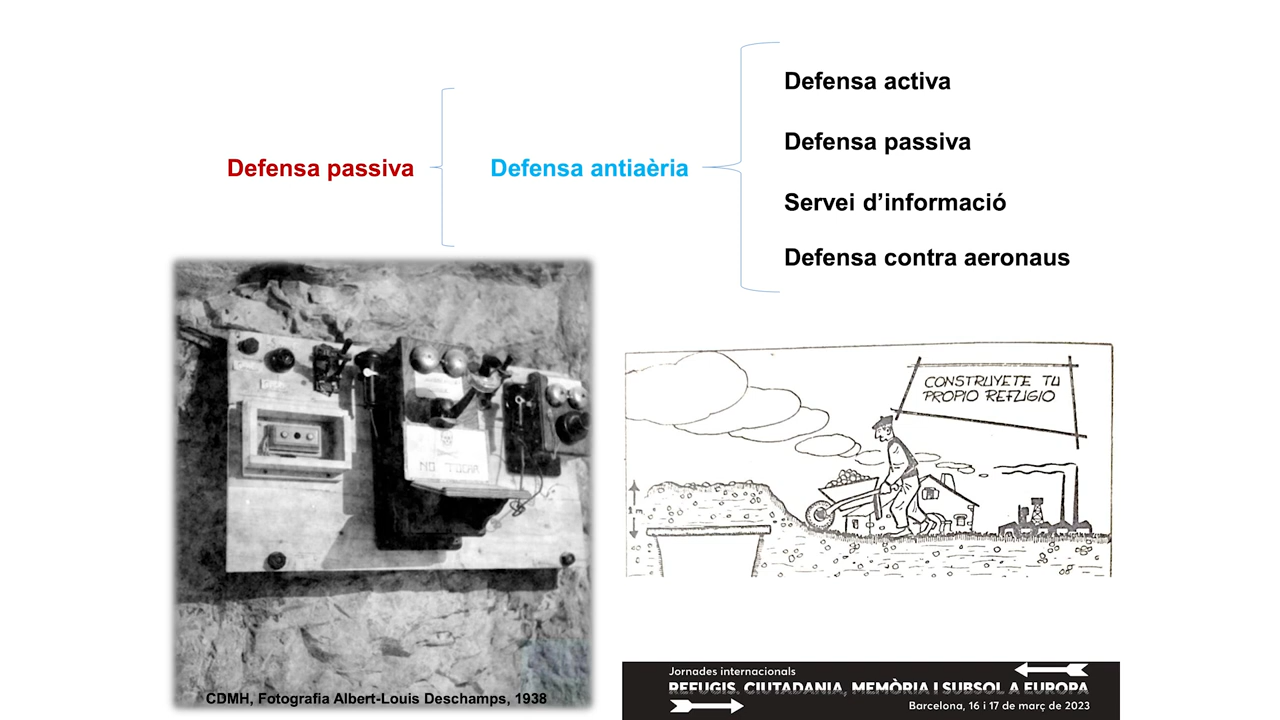 Defensa activa
Defensa passiva
Defensa passiva
Defensa antiaèria
Servei d’informació
Defensa contra aeronaus
CONSTRUYETE TU
PROPIO REFUGIO
1 m.
NO TOCAR
CDMH, Fotografia Albert-Louis Deschamps, 1938
Jornades internacionals
REFUGIS. CIUTADANIA, MEMÒRIA I SUBSOL A EUROPA
Barcelona, 16 i 17 de març de 2023